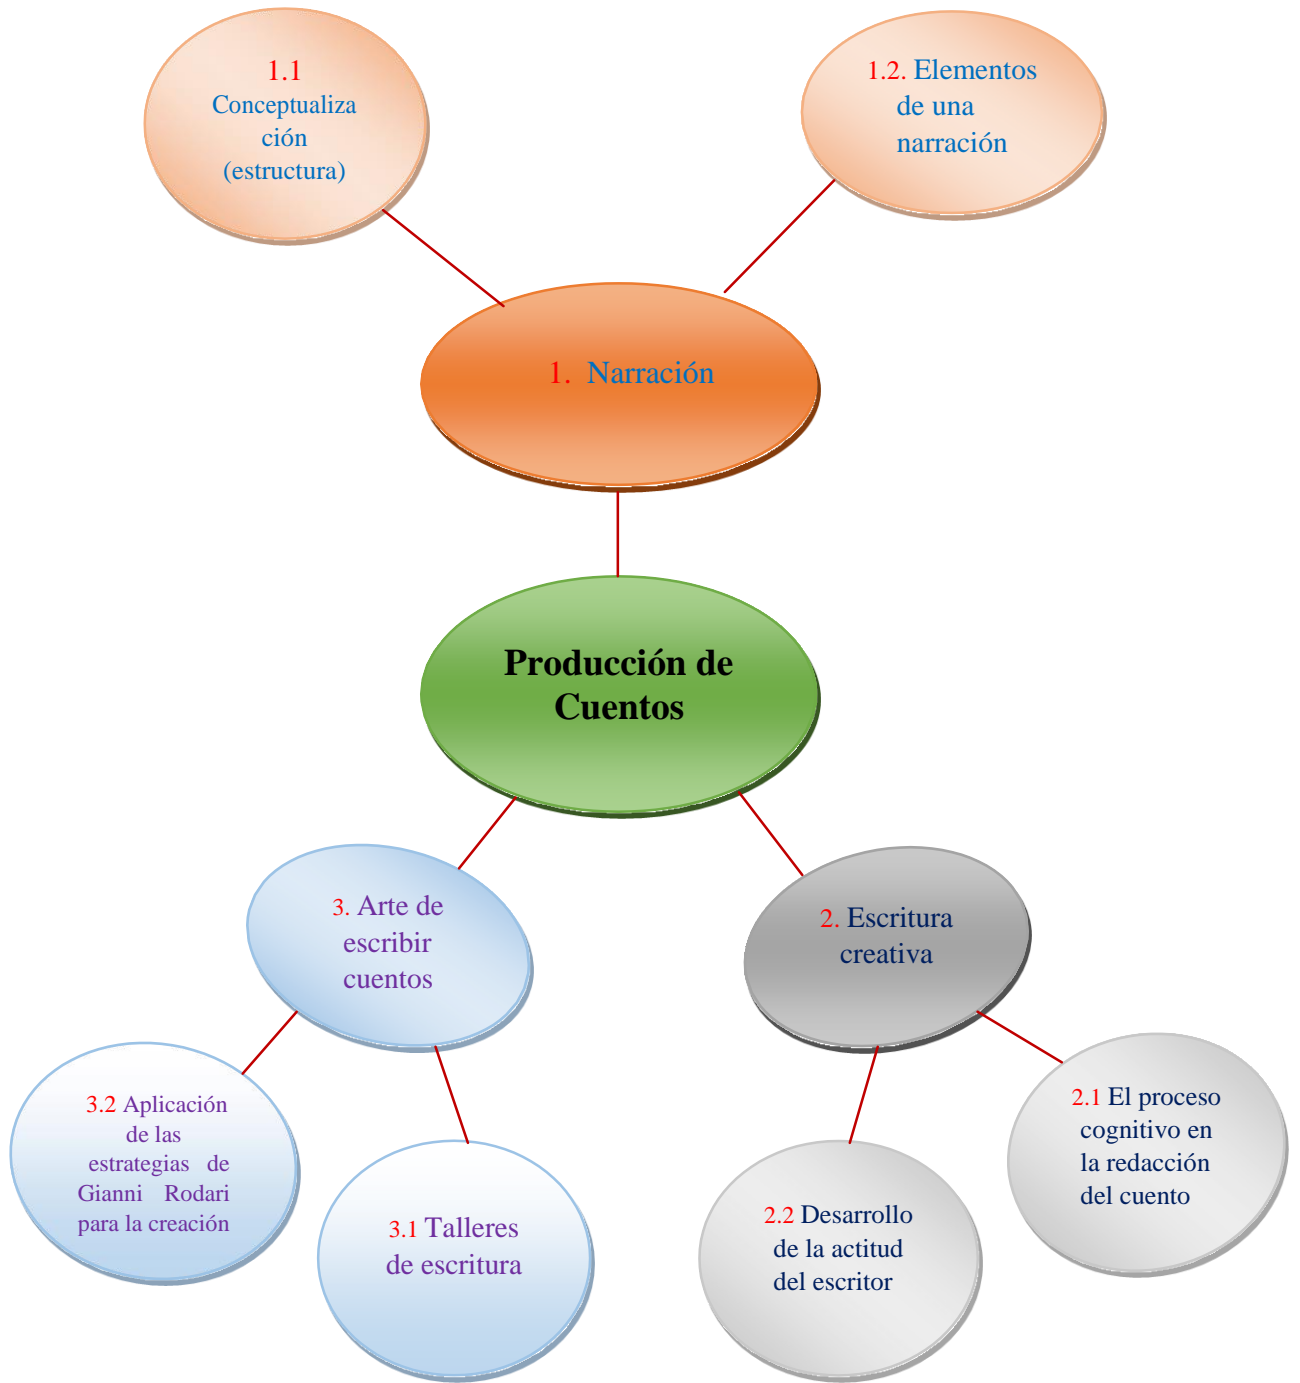 1.1
Conceptualiza
ción
(estructura)
1.2. Elementos
de una
narración
1. Narración
Producción de
Cuentos
3. Arte de
escribir
cuentos
2. Escritura
creativa
3.2 Aplicación
de las
estrategias de
Gianni Rodari
para la creación
3.1 Talleres
de escritura
2.2 Desarrollo
de la actitud
del escritor
2.1 El proceso
cognitivo en
la redacción
del cuento